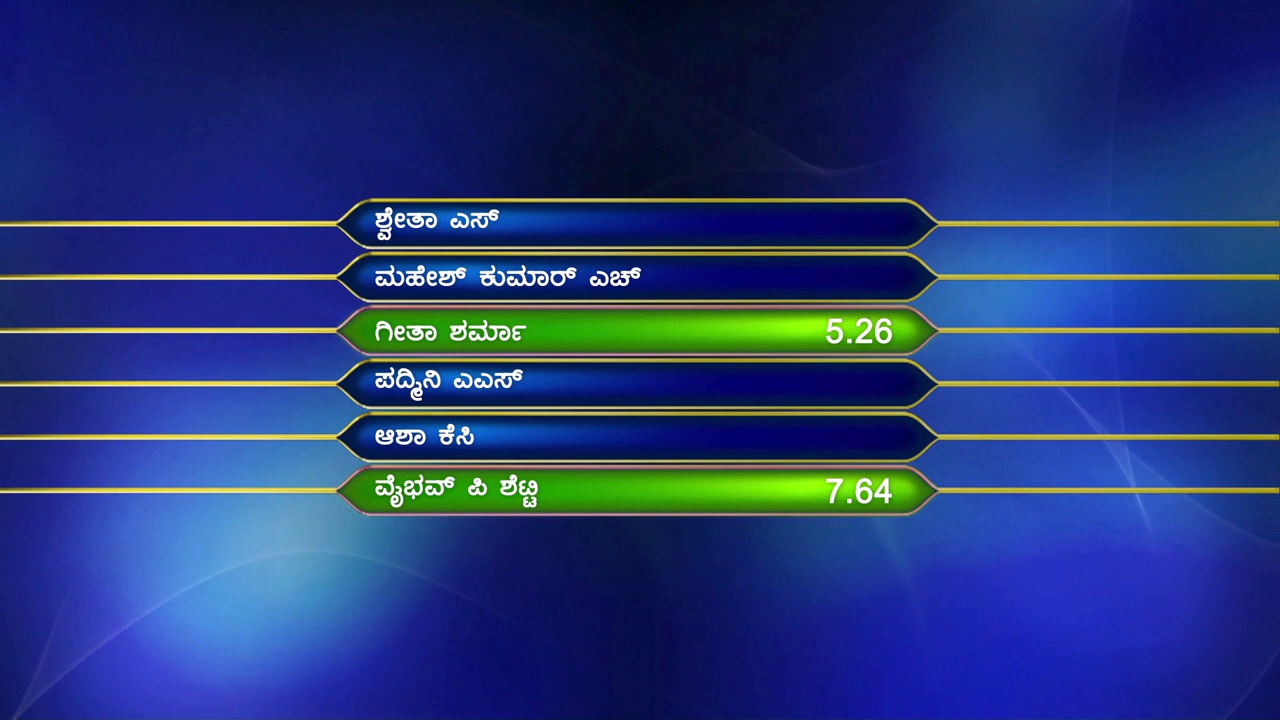 ಶ್ವೇತಾ ಎಸ್
ಮಹೇಶ್ ಕುಮಾರ್ ಎಚ್
ಗೀತಾ ಶರ್ಮಾ 5.26
ಪದ್ಮಿನಿ ಎಎಸ್
ಆಶಾ ಕೆಸಿ
ವೈಭವ್ ಪಿ ಶೆಟ್ಟಿ 7.64